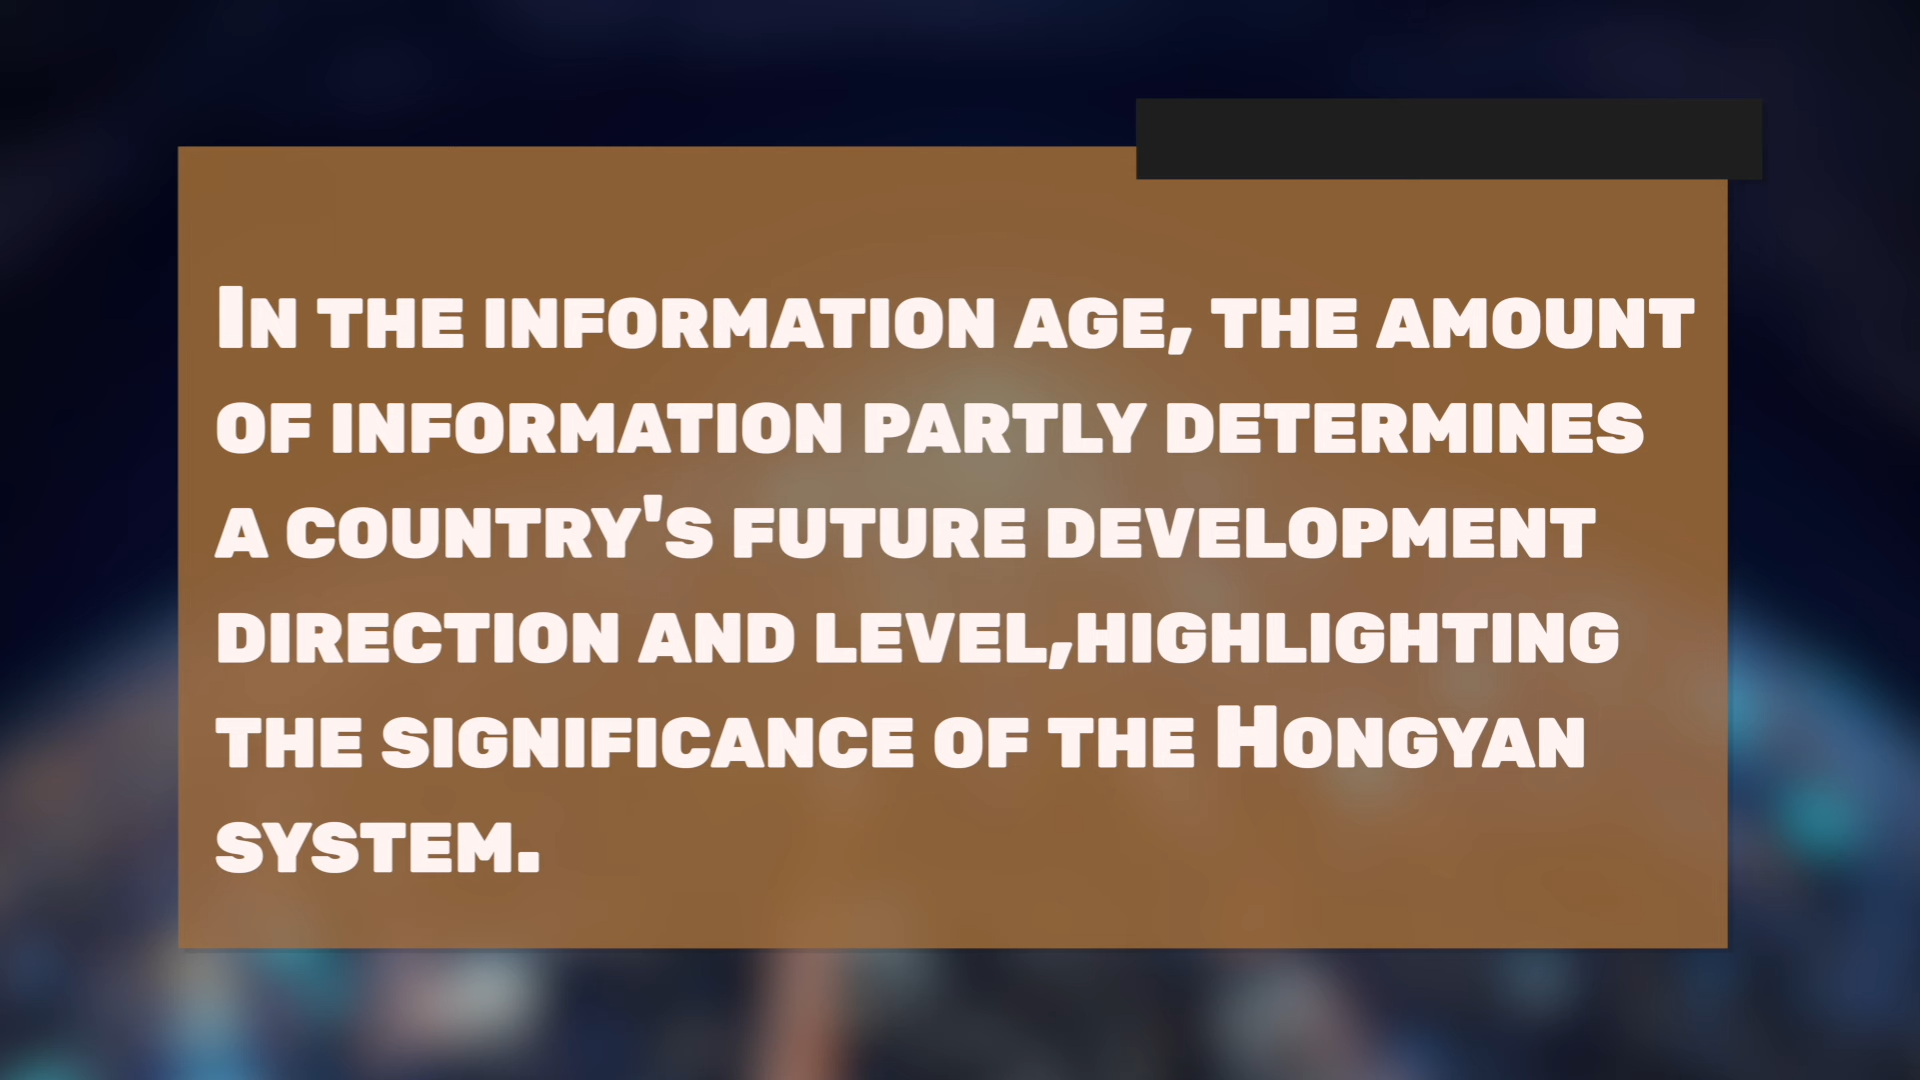 In the information age, the amount
of information partly determines
a country's future development
direction and level,highlighting
the significance of the Hongyan
system.